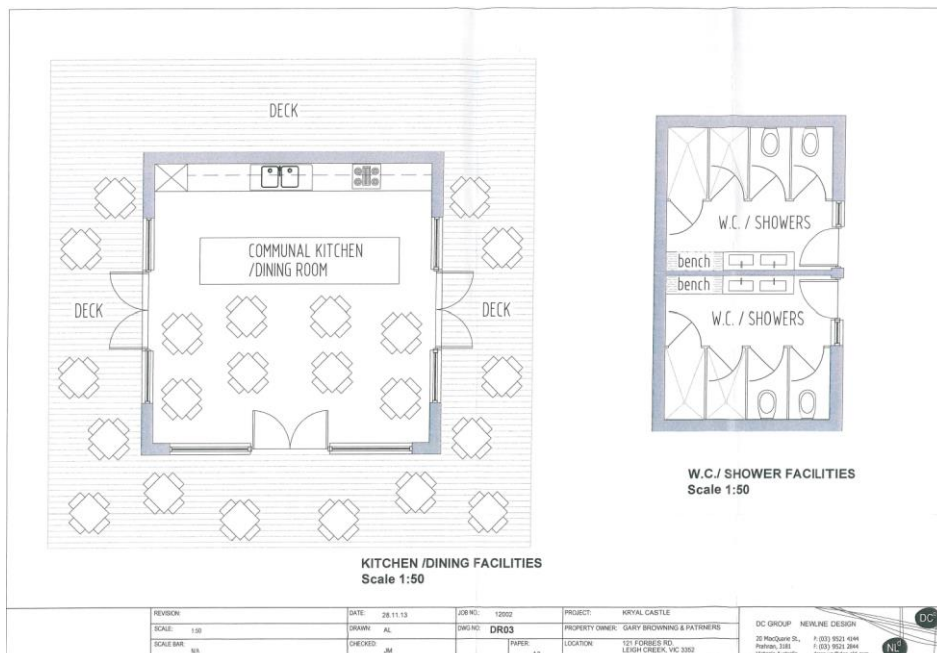 DECK
COMMUNAL KITCHEN
/DINING ROOM
DECK
DECK
KITCHEN /DINING FACILITIES
Scale 1:50
W.C. / SHOWERS
bench
bench
W.C. / SHOWERS
W.C./ SHOWER FACILITIES
Scale 1:50
REVISION:
DATE: 28.11.13
JOB NO.: 12002
PROJECT: KRYAL CASTLE
SCALE: 1:50
DRAWN AL
DWG NO: DR03
PROPERTY OWNER: GARY BROWNING & PATRNERS
SCALE BAR: N/A
CHECKED: JM
PAPER:
LOCATION: 121 FORBES RD,
LEIGH CREEK, VIC 3352
DC GROUP NEWLINE DESIGN
20 MacQuarie St., P: (03) 9521 4144
Prahran, 3181 F: (03) 9521 2844
DC
NL